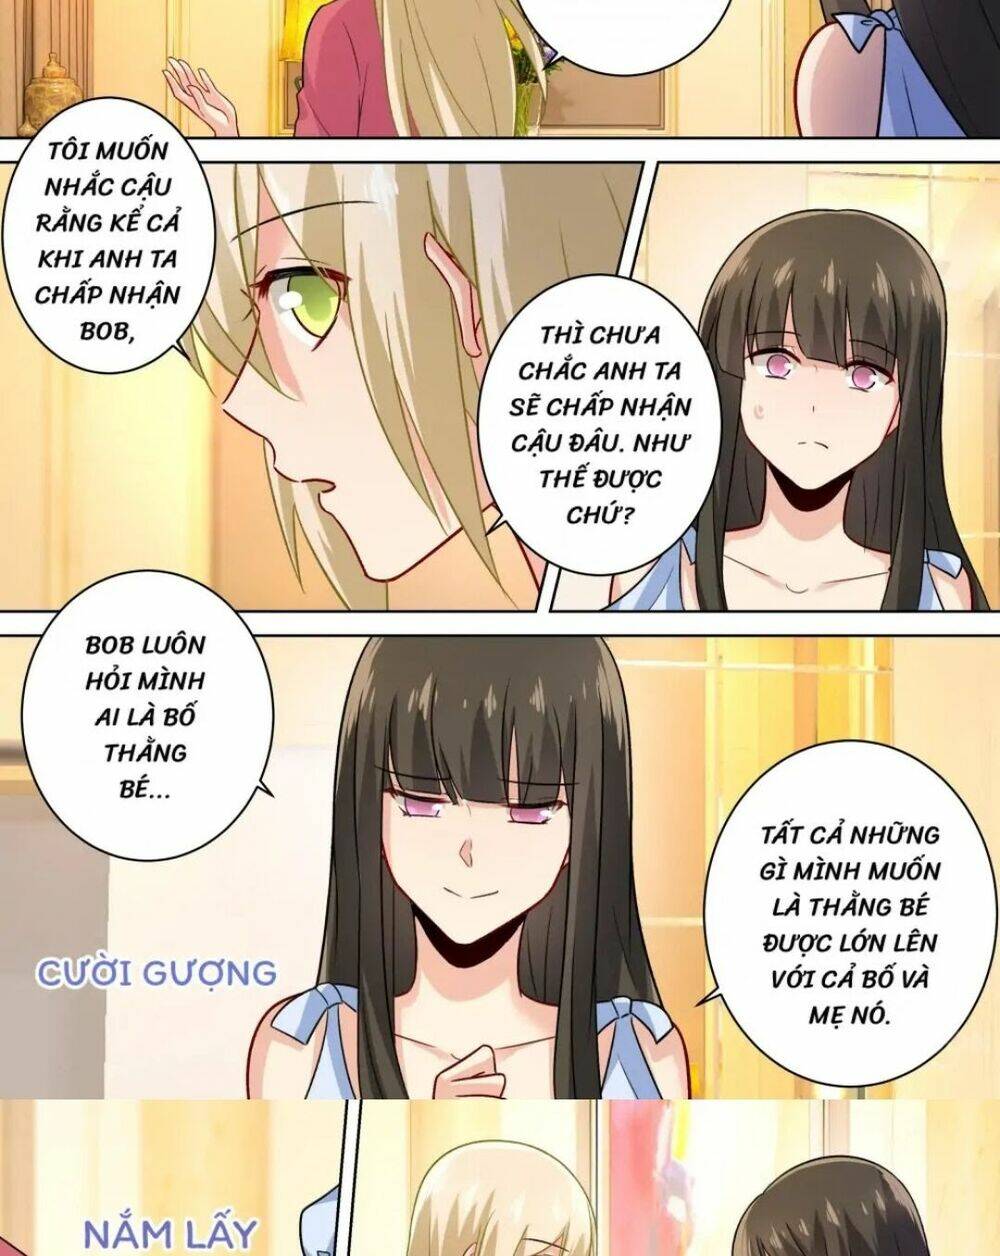 TÔI MUỐN
NHẮC CẬU
RẰNG KỂ CẢ
KHI ANH TA
CHẤP NHẬN
BOB,
THÌ CHƯA
CHẮC ANH TA
SẼ CHẤP NHẬN
CẬU ĐÂU. NHƯ
THẾ ĐƯỢC
CHỨ?
BOB LUÔN
HỎI MÌNH
AI LÀ BỐ
THẰNG
BÉ...
CƯỜI GƯỢNG
TẤT CẢ NHỮNG
GÌ MÌNH MUỐN
LÀ THẰNG BÉ
ĐƯỢC LỚN LÊN
VỚI CẢ BỐ VÀ
MẸ NÓ.
NẮM LẤY